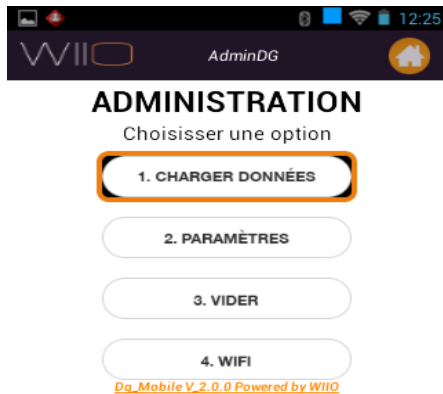 12:25
WIIO
AdminDG
ADMINISTRATION
Choisisser une option
1. CHARGER DONNÉES
2. PARAMÈTRES
3. VIDER
4. WIFI
Dg_Mobile V_2.0.0 Powered by WIIO